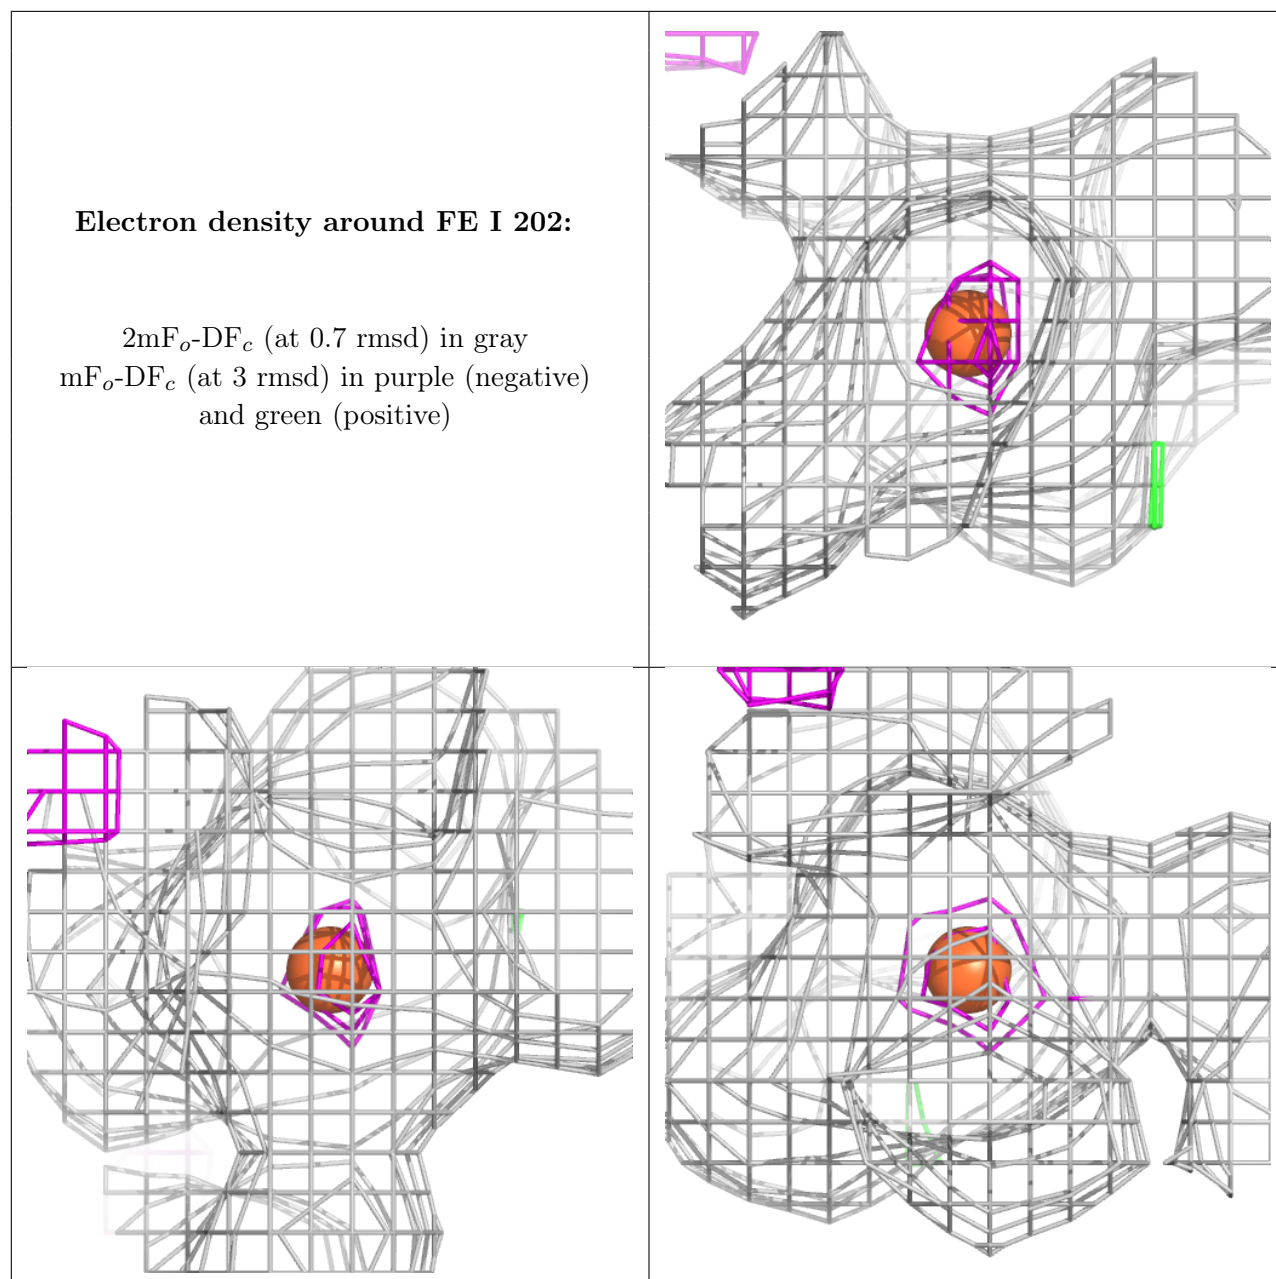 Electron density around FE I 202:
2mFo-DFc (at 0.7 rmsd) in gray
mFo-DFc (at 3 rmsd) in purple (negative)
and green (positive)